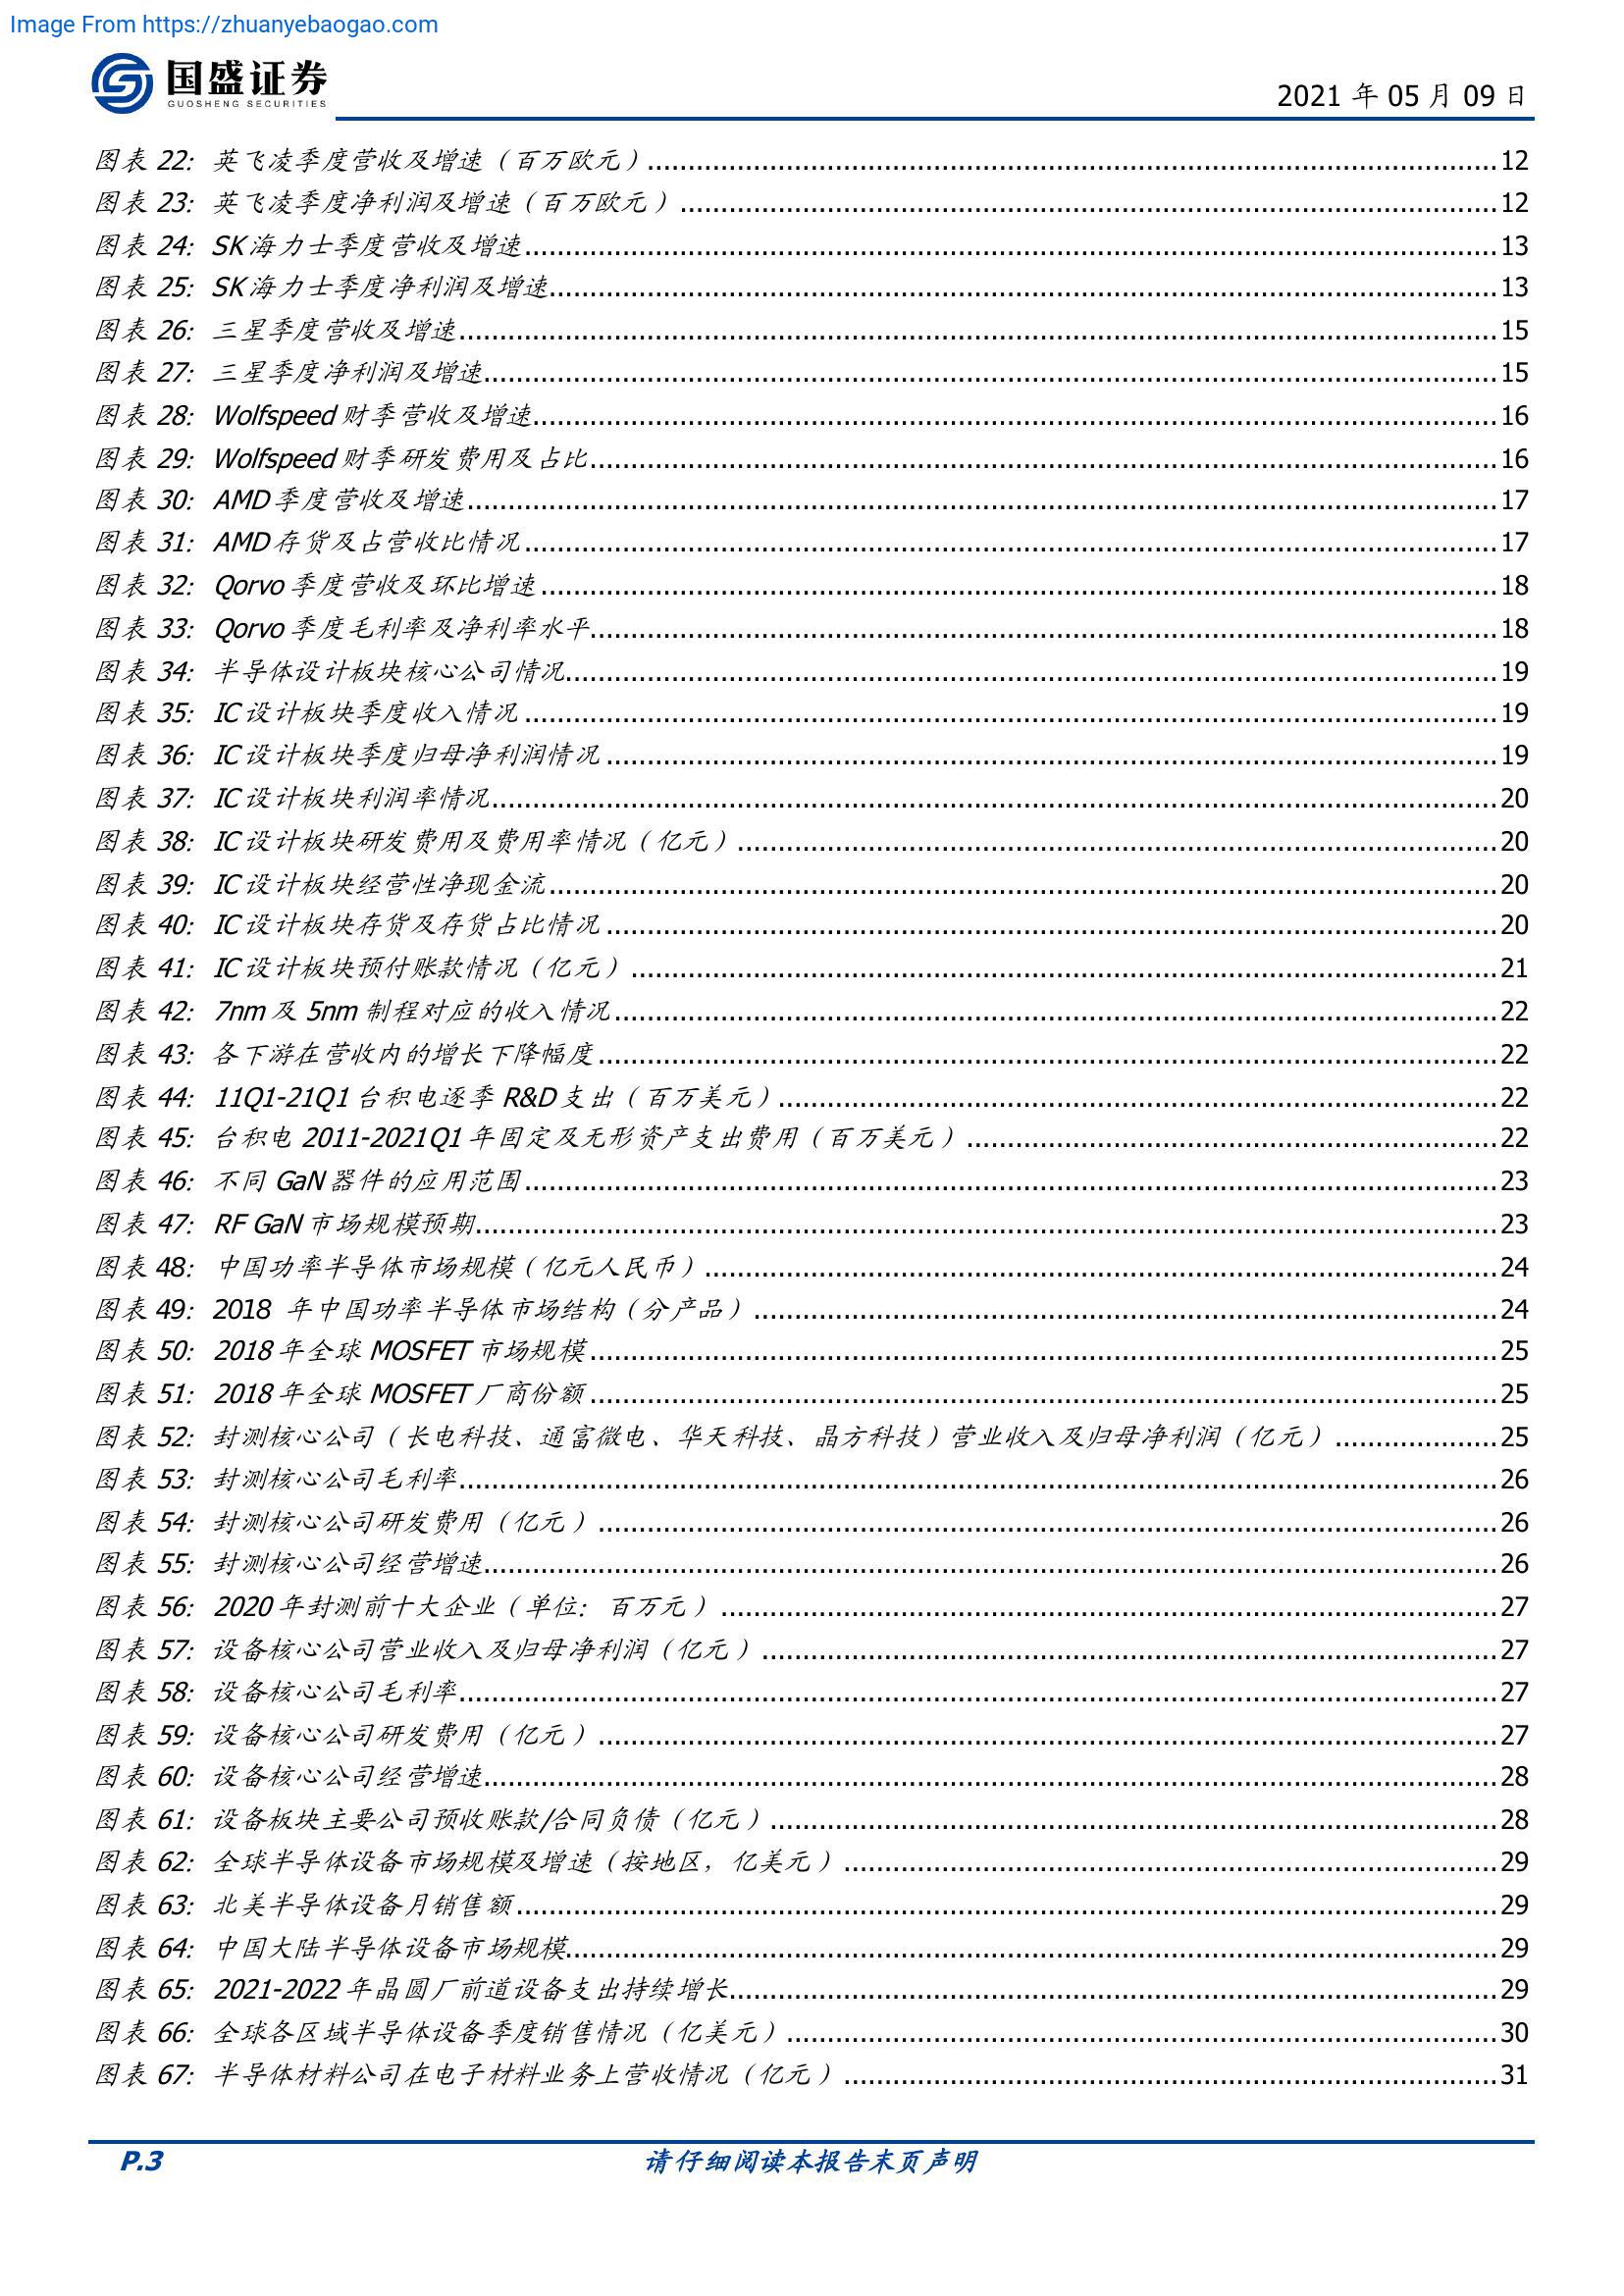 Image From https://zhuanyebaogao.com
国盛证券
GUOSHENG SECURITIES
2021 年 05 月 09 日
图表 22: 英飞凌季度营收及增速（百万欧元）....................12
图表 23: 英飞凌季度净利润及增速（百万欧元）....................12
图表 24: SK 海力士季度营收及增速....................13
图表 25: SK 海力士季度净利润及增速....................13
图表 26: 三星季度营收及增速....................15
图表 27: 三星季度净利润及增速....................15
图表 28: Wolfspeed 财季营收及增速....................16
图表 29: Wolfspeed 财季研发费用及占比....................16
图表 30: AMD 季度营收及增速....................17
图表 31: AMD 存货及占营收比情况....................17
图表 32: Qorvo 季度营收及环比增速....................18
图表 33: Qorvo 季度毛利率及净利率水平....................18
图表 34: 半导体设计板块核心公司情况....................19
图表 35: IC 设计板块季度收入情况....................19
图表 36: IC 设计板块季度归母净利润情况....................19
图表 37: IC 设计板块利润率情况....................20
图表 38: IC 设计板块研发费用及费用率情况（亿元）....................20
图表 39: IC 设计板块经营性净现金流....................20
图表 40: IC 设计板块存货及存货占比情况....................20
图表 41: IC 设计板块预付账款情况（亿元）....................21
图表 42: 7nm 及 5nm 制程对应的收入情况....................22
图表 43: 各下游在营收内的增长下降幅度....................22
图表 44: 11Q1-21Q1 台积电逐季 R&D 支出（百万美元）....................22
图表 45: 台积电 2011-2021Q1 年固定及无形资产支出费用（百万美元）....................22
图表 46: 不同 GaN 器件的应用范围....................23
图表 47: RF GaN 市场规模预期....................23
图表 48: 中国功率半导体市场规模（亿元人民币）....................24
图表 49: 2018 年中国功率半导体市场结构（分产品）....................24
图表 50: 2018 年全球 MOSFET 市场规模....................25
图表 51: 2018 年全球 MOSFET 厂商份额....................25
图表 52: 封测核心公司（长电科技、通富微电、华天科技、晶方科技）营业收入及归母净利润（亿元）....................25
图表 53: 封测核心公司毛利率....................26
图表 54: 封测核心公司研发费用（亿元）....................26
图表 55: 封测核心公司经营增速....................26
图表 56: 2020 年封测前十大企业（单位：百万元）....................27
图表 57: 设备核心公司营业收入及归母净利润（亿元）....................27
图表 58: 设备核心公司毛利率....................27
图表 59: 设备核心公司研发费用（亿元）....................27
图表 60: 设备核心公司经营增速....................28
图表 61: 设备板块主要公司预收账款/合同负债（亿元）....................28
图表 62: 全球半导体设备市场规模及增速（按地区，亿美元）....................29
图表 63: 北美半导体设备月销售额....................29
图表 64: 中国大陆半导体设备市场规模....................29
图表 65: 2021-2022 年晶圆厂前道设备支出持续增长....................29
图表 66: 全球各区域半导体设备季度销售情况（亿美元）....................30
图表 67: 半导体材料公司在电子材料业务上营收情况（亿元）....................31
P.3
请仔细阅读本报告末页声明